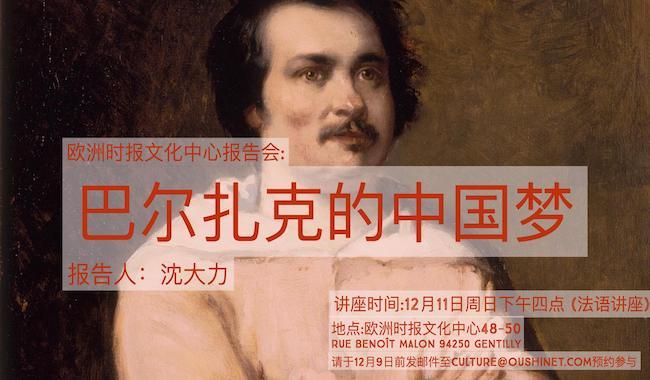 欧洲时报文化中心报告会:
巴尔扎克的中国梦
报告人：沈大力
讲座时间:12月11日周日下午四点 (法语讲座)
地点:欧洲时报文化中心48-50
RUE BENOÎT MALON 94250 GENTILLY
请于12月9日前发邮件至CULTURE@OUSHINET.COM预约参与